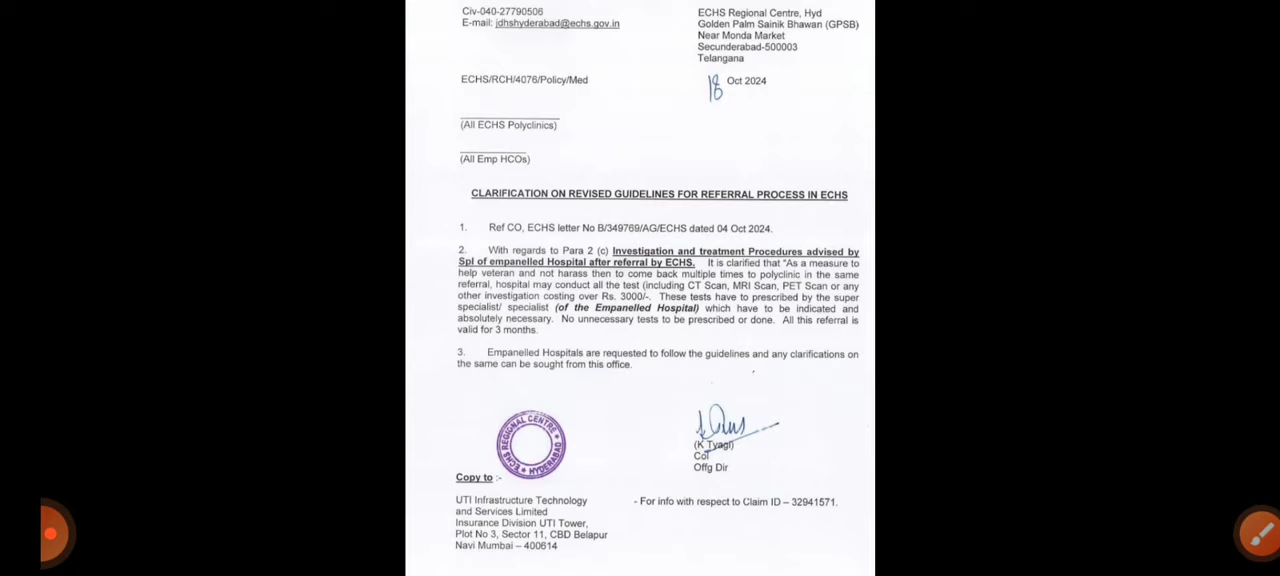 Civ-040-27790506
E-mail: jdhshyderabad@echs.gov.in
ECHS Regional Centre, Hyd
Golden Palm Sainik Bhawan (GPSB)
Near Monda Market
Secunderabad-500003
Telangana
ECHS/RCH/4076/Policy/Med
18 Oct 2024
(All ECHS Polyclinics)
(All Emp HCOs)
CLARIFICATION ON REVISED GUIDELINES FOR REFERRAL PROCESS IN ECHS
1. Ref CO, ECHS letter No B/349769/AG/ECHS dated 04 Oct 2024.
2. With regards to Para 2 (c) Investigation and treatment Procedures advised by
Spl of empanelled Hospital after referral by ECHS. It is clarified that "As a measure to
help veteran and not harass then to come back multiple times to polyclinic in the same
referral, hospital may conduct all the test (including CT Scan, MRI Scan, PET Scan or any
other investigation costing over Rs. 3000/-. These tests have to prescribed by the super
specialist/ specialist (of the Empanelled Hospital) which have to be indicated and
absolutely necessary. No unnecessary tests to be prescribed or done. All this referral is
valid for 3 months.
3. Empanelled Hospitals are requested to follow the guidelines and any clarifications on
the same can be sought from this office.
ECHS REGIONAL CENTRE
* HYDERABAD *
(K Tyagi)
Col
Offg Dir
Copy to :-
UTI Infrastructure Technology
and Services Limited
Insurance Division UTI Tower,
Plot No 3, Sector 11, CBD Belapur
Navi Mumbai – 400614
- For info with respect to Claim ID – 32941571.